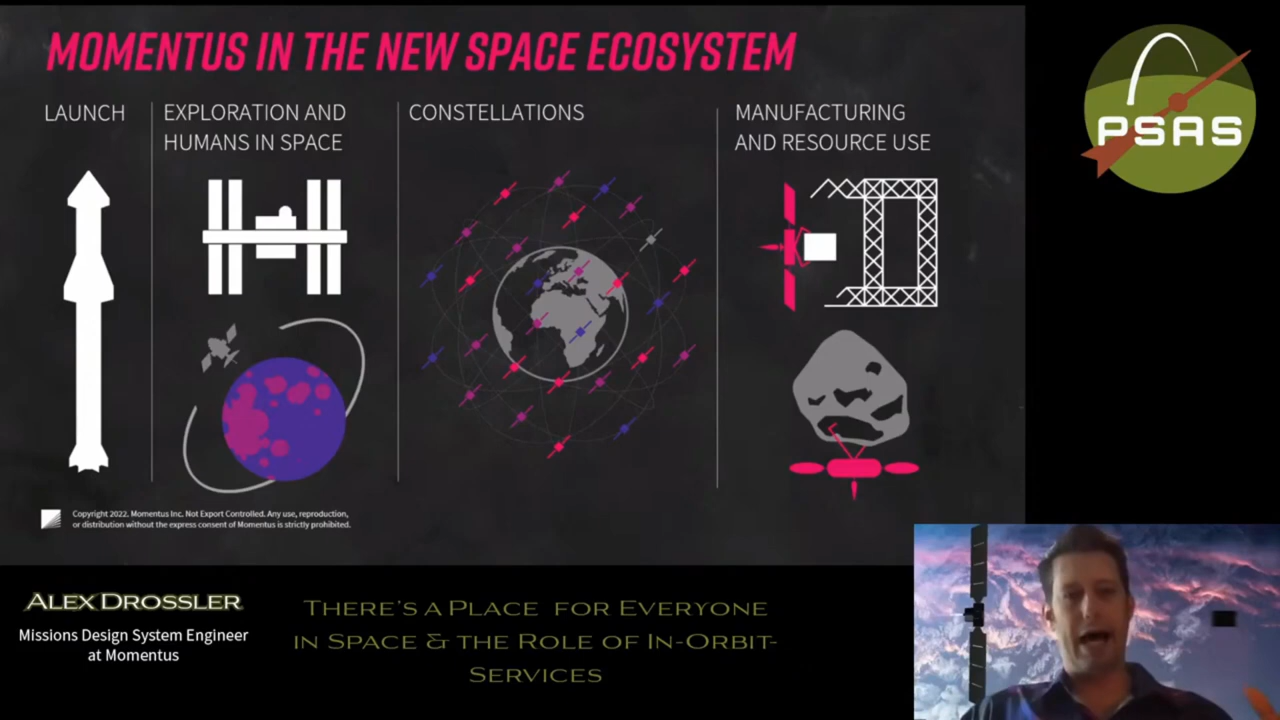 MOMENTUS IN THE NEW SPACE ECOSYSTEM
LAUNCH
EXPLORATION AND
HUMANS IN SPACE
CONSTELLATIONS
MANUFACTURING
AND RESOURCE USE
PSAS
Copyright 2022. Momentus Inc. Not Export Controlled. Any use, reproduction,
or distribution without the express consent of Momentus is strictly prohibited.
ALEX DROSSLER
Missions Design System Engineer
at Momentus
THERE'S A PLACE FOR EVERYONE
IN SPACE & THE ROLE OF IN-ORBIT-
SERVICES